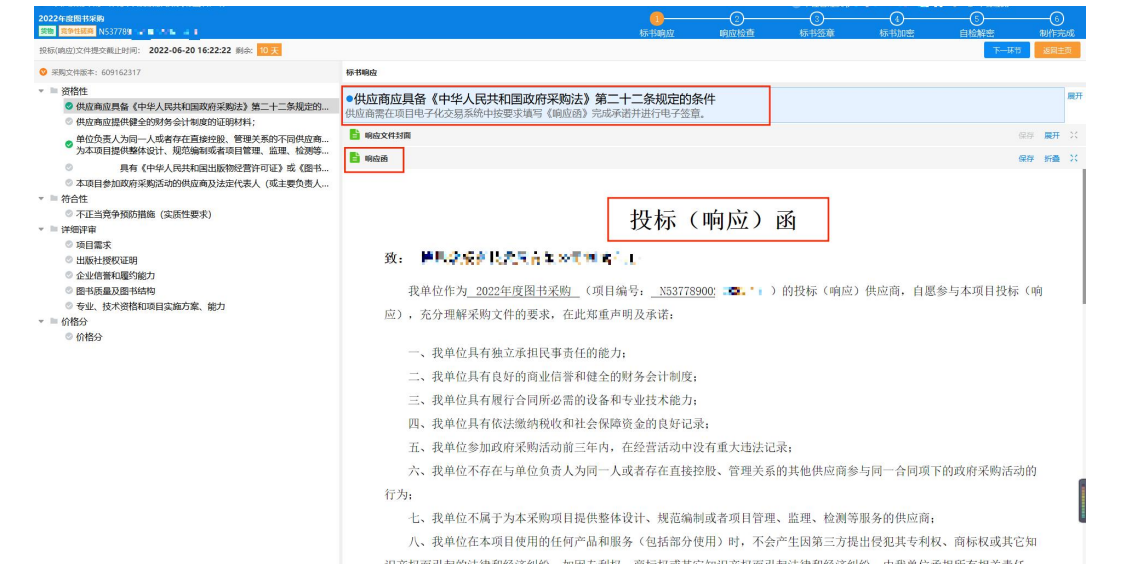 2022年度图书采购
货物 竞争性磋商 N537789
1 2 3 4 5 6
标书响应 响应检查 标书签章 标书加密 自检解密 制作完成
投标(响应)文件提交截止时间： 2022-06-20 16:22:22 剩余: 10 天
下一环节 返回主页
采购文件版本：609162317
标书响应
资格性
供应商应具备《中华人民共和国政府采购法》第二十二条规定的...
供应商应提供健全的财务会计制度的证明材料；
单位负责人为同一人或者存在直接控股、管理关系的不同供应商...
为本项目提供整体设计、规范编制或者项目管理、监理、检测等...
具有《中华人民共和国出版物经营许可证》或《图书...
本项目参加政府采购活动的供应商及法定代表人（或主要负责人...
符合性
不正当竞争预防措施（实质性要求）
详细评审
项目需求
出版社授权证明
企业信誉和履约能力
图书质量及图书结构
专业、技术资格和项目实施方案、能力
价格分
价格分
供应商应具备《中华人民共和国政府采购法》第二十二条规定的条件
展开
供应商需在项目电子化交易系统中按要求填写《响应函》完成承诺并进行电子签章。
响应文件封面
保存 展开
响应函
保存 折叠
投标（响应）函
致：
我单位作为 2022年度图书采购 （项目编号： N53778900 ）的投标（响应）供应商，自愿参与本项目投标（响
应），充分理解采购文件的要求，在此郑重声明及承诺：
一、我单位具有独立承担民事责任的能力；
二、我单位具有良好的商业信誉和健全的财务会计制度；
三、我单位具有履行合同所必需的设备和专业技术能力；
四、我单位具有依法缴纳税收和社会保障资金的良好记录；
五、我单位参加政府采购活动前三年内，在经营活动中没有重大违法记录；
六、我单位不存在与单位负责人为同一人或者存在直接控股、管理关系的其他供应商参与同一合同项下的政府采购活动的
行为；
七、我单位不属于为本采购项目提供整体设计、规范编制或者项目管理、监理、检测等服务的供应商；
八、我单位在本项目使用的任何产品和服务（包括部分使用）时，不会产生因第三方提出侵犯其专利权、商标权或其它知